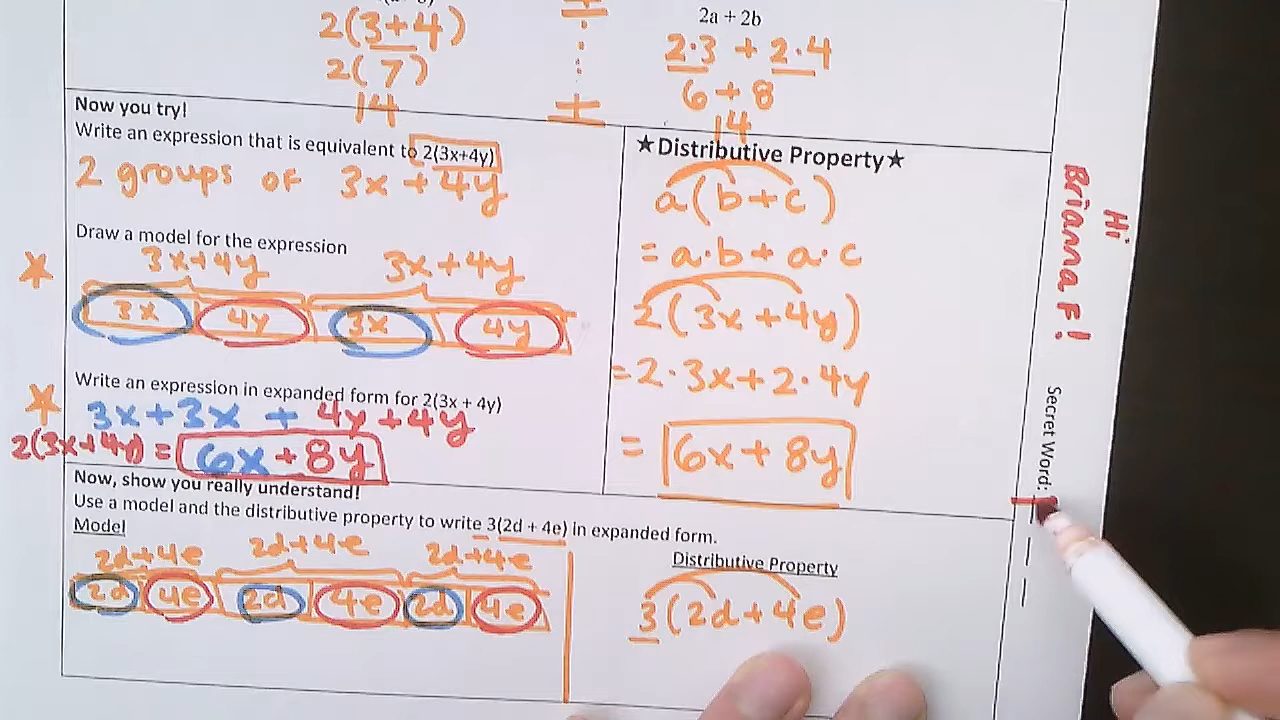 2(3+4)
2(7)
14
=
2a + 2b
2·3 + 2·4
6+8
14
Now you try!
Write an expression that is equivalent to 2(3x+4y)
2 groups of 3x + 4y
Draw a model for the expression
3x+4y 3x+4y
3x 4y 3x 4y
Write an expression in expanded form for 2(3x + 4y)
3x+3x + 4y+4y
2(3x+4y) = 6x+8y
★Distributive Property★
a(b+c)
= a·b + a·c
2(3x+4y)
=2·3x+2·4y
= 6x+8y
Now, show you really understand!
Use a model and the distributive property to write 3(2d + 4e) in expanded form.
Model
2d+4e 2d+4e 2d+4e
2d 4e 2d 4e 2d 4e
Distributive Property
3(2d+4e)
Hi
Brianna F!
Secret Word: